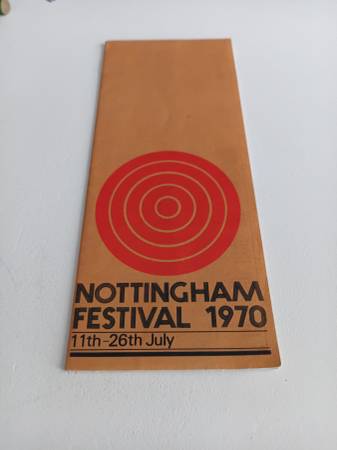 NOTTINGHAM
FESTIVAL 1970
11th-26th July